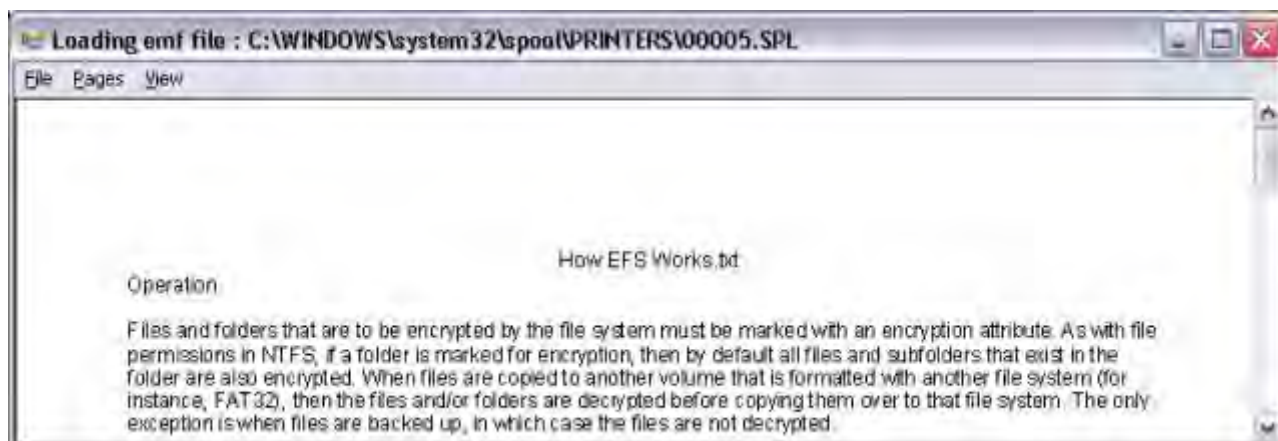 Loading emf file : C:\WINDOWS\system32\spool\PRINTERS\00005.SPL
File Pages View
How EFS Works.txt
Operation
Files and folders that are to be encrypted by the file system must be marked with an encryption attribute. As with file
permissions in NTFS, if a folder is marked for encryption, then by default all files and subfolders that exist in the
folder are also encrypted. When files are copied to another volume that is formatted with another file system (for
instance, FAT32), then the files and/or folders are decrypted before copying them over to that file system. The only
exception is when files are backed up, in which case the files are not decrypted.